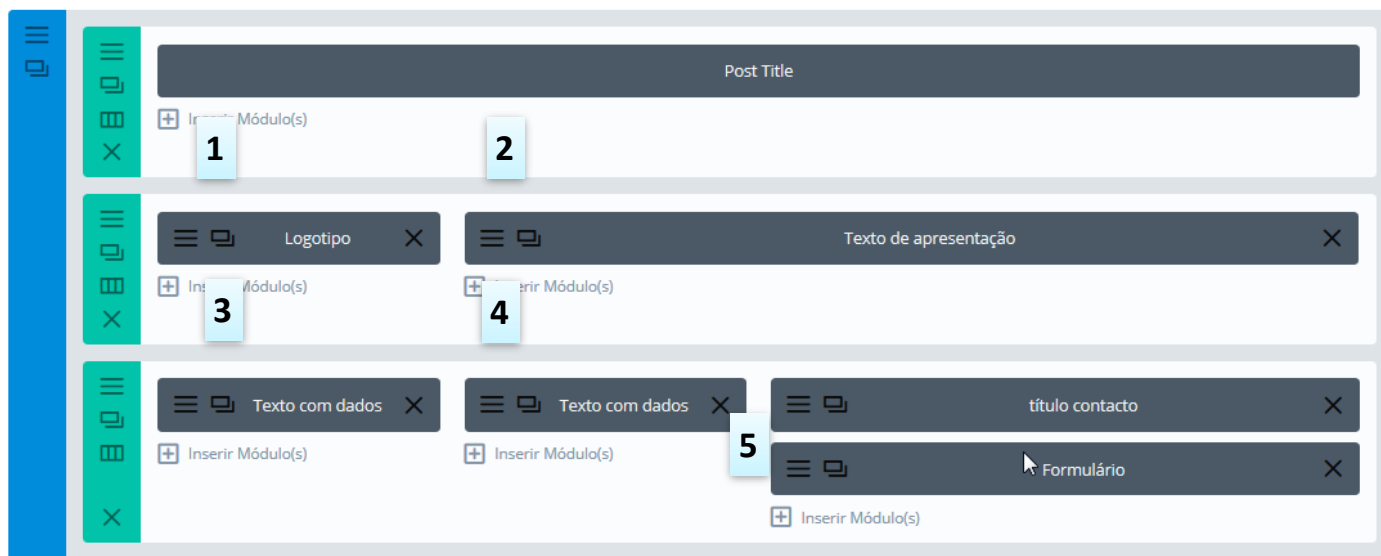 Post Title
Módulo(s)
1
2
Logotipo
Texto de apresentação
Módulo(s)
Módulo(s)
3
4
Texto com dados
Texto com dados
título contacto
Inserir Módulo(s)
Inserir Módulo(s)
5
Formulário
Inserir Módulo(s)